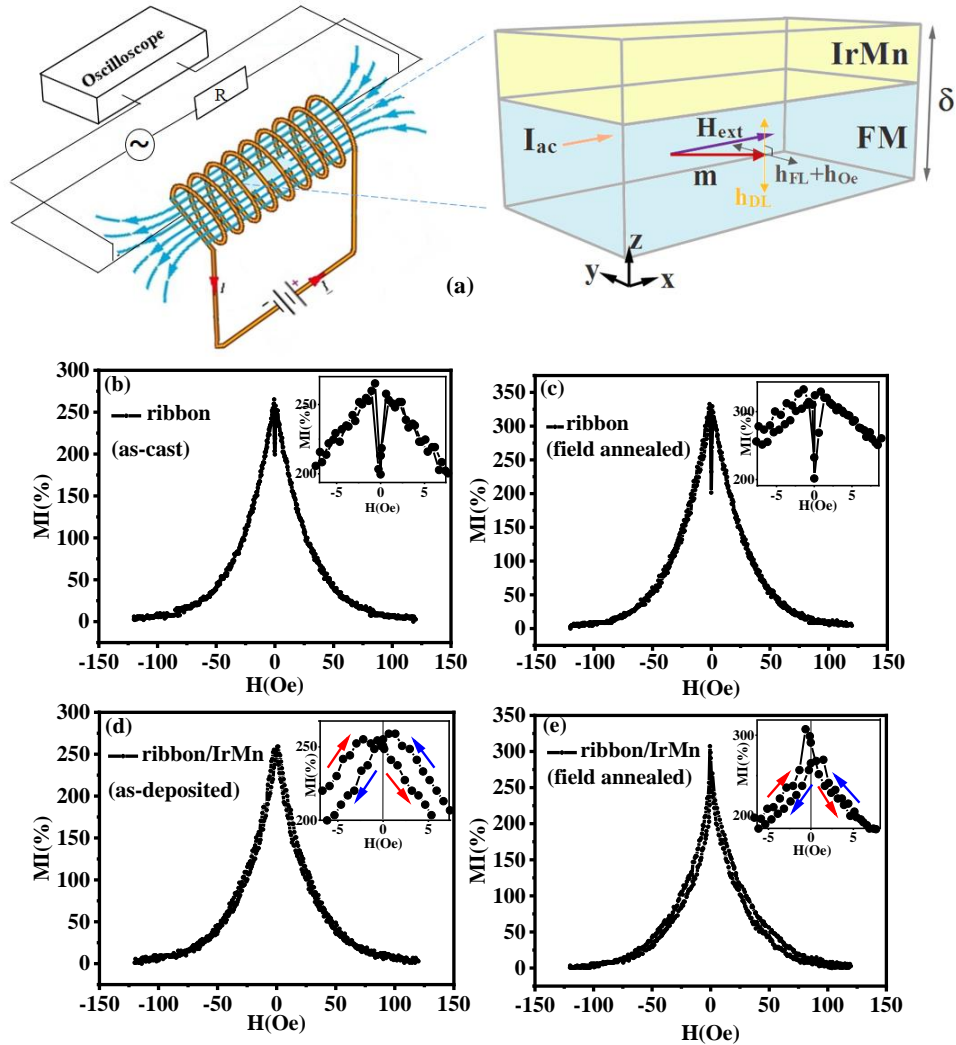 Oscilloscope
R
~
I
- +
I
(a)
IrMn
FM
δ
I_ac
H_ext
m
h_FL+h_Oe
h_DL
z
y
x
(b)
ribbon
(as-cast)
MI(%)
300
250
200
150
100
50
0
-150 -100 -50 0 50 100 150
H(Oe)
MI(%)
250
200
-5 0 5
H(Oe)
(c)
ribbon
(field annealed)
MI(%)
350
300
250
200
150
100
50
0
-150 -100 -50 0 50 100 150
H(Oe)
MI(%)
300
200
-5 0 5
H(Oe)
(d)
ribbon/IrMn
(as-deposited)
MI(%)
300
250
200
150
100
50
0
-150 -100 -50 0 50 100 150
H(Oe)
MI(%)
250
200
-5 0 5
H(Oe)
(e)
ribbon/IrMn
(field annealed)
MI(%)
350
300
250
200
150
100
50
0
-150 -100 -50 0 50 100 150
H(Oe)
MI(%)
300
200
-5 0 5
H(Oe)